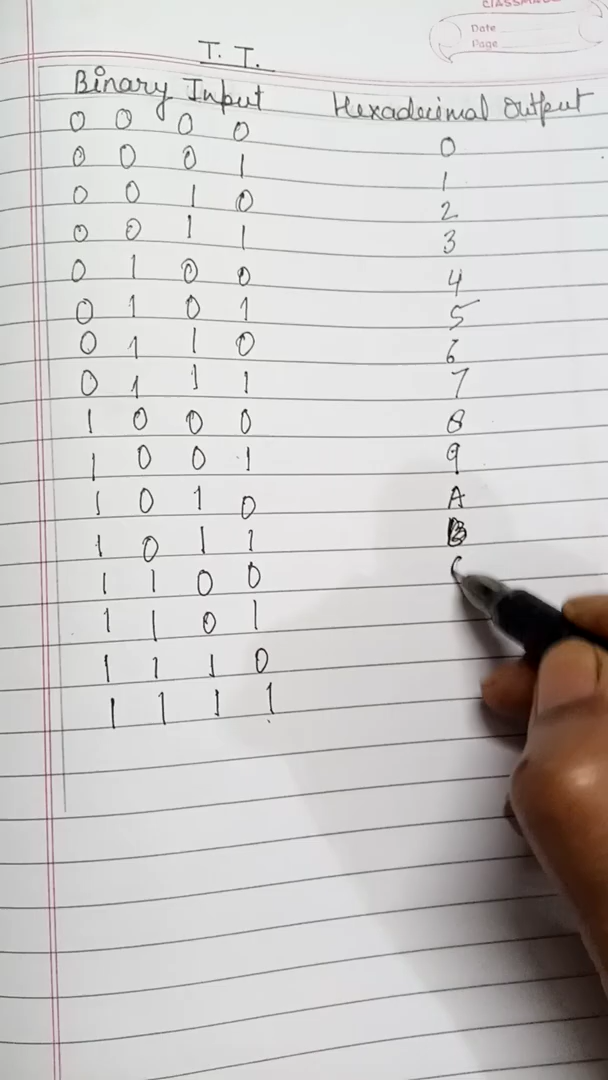 CLASSMA
Date
Page
T. T.
Binary Input Hexadecimal Output
0 0 0 0 0
0 0 0 1 1
0 0 1 0 2
0 0 1 1 3
0 1 0 0 4
0 1 0 1 5
0 1 1 0 6
0 1 1 1 7
1 0 0 0 8
1 0 0 1 9
1 0 1 0 A
1 0 1 1 B
1 1 0 0
1 1 0 1
1 1 1 0
1 1 1 1